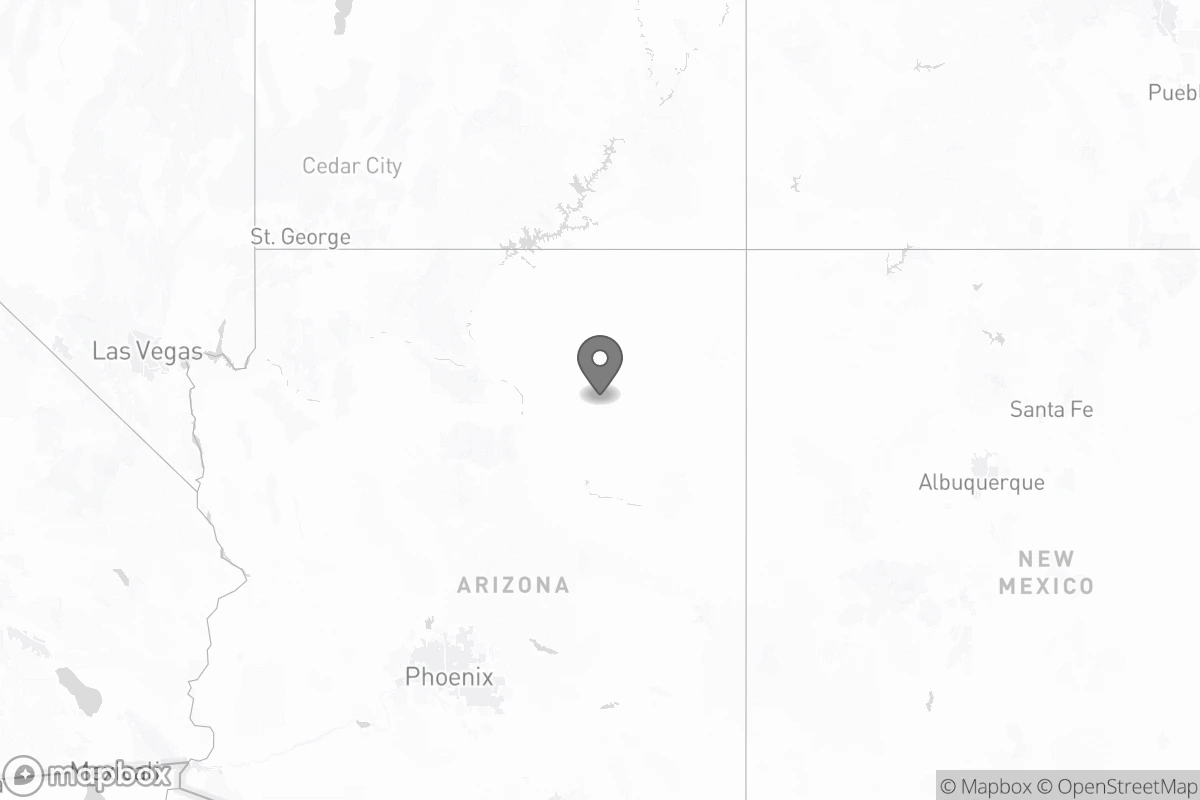 Puebl
Cedar City
St. George
Las Vegas
Santa Fe
Albuquerque
NEW
MEXICO
ARIZONA
Phoenix
mapbox
© Mapbox © OpenStreetMap